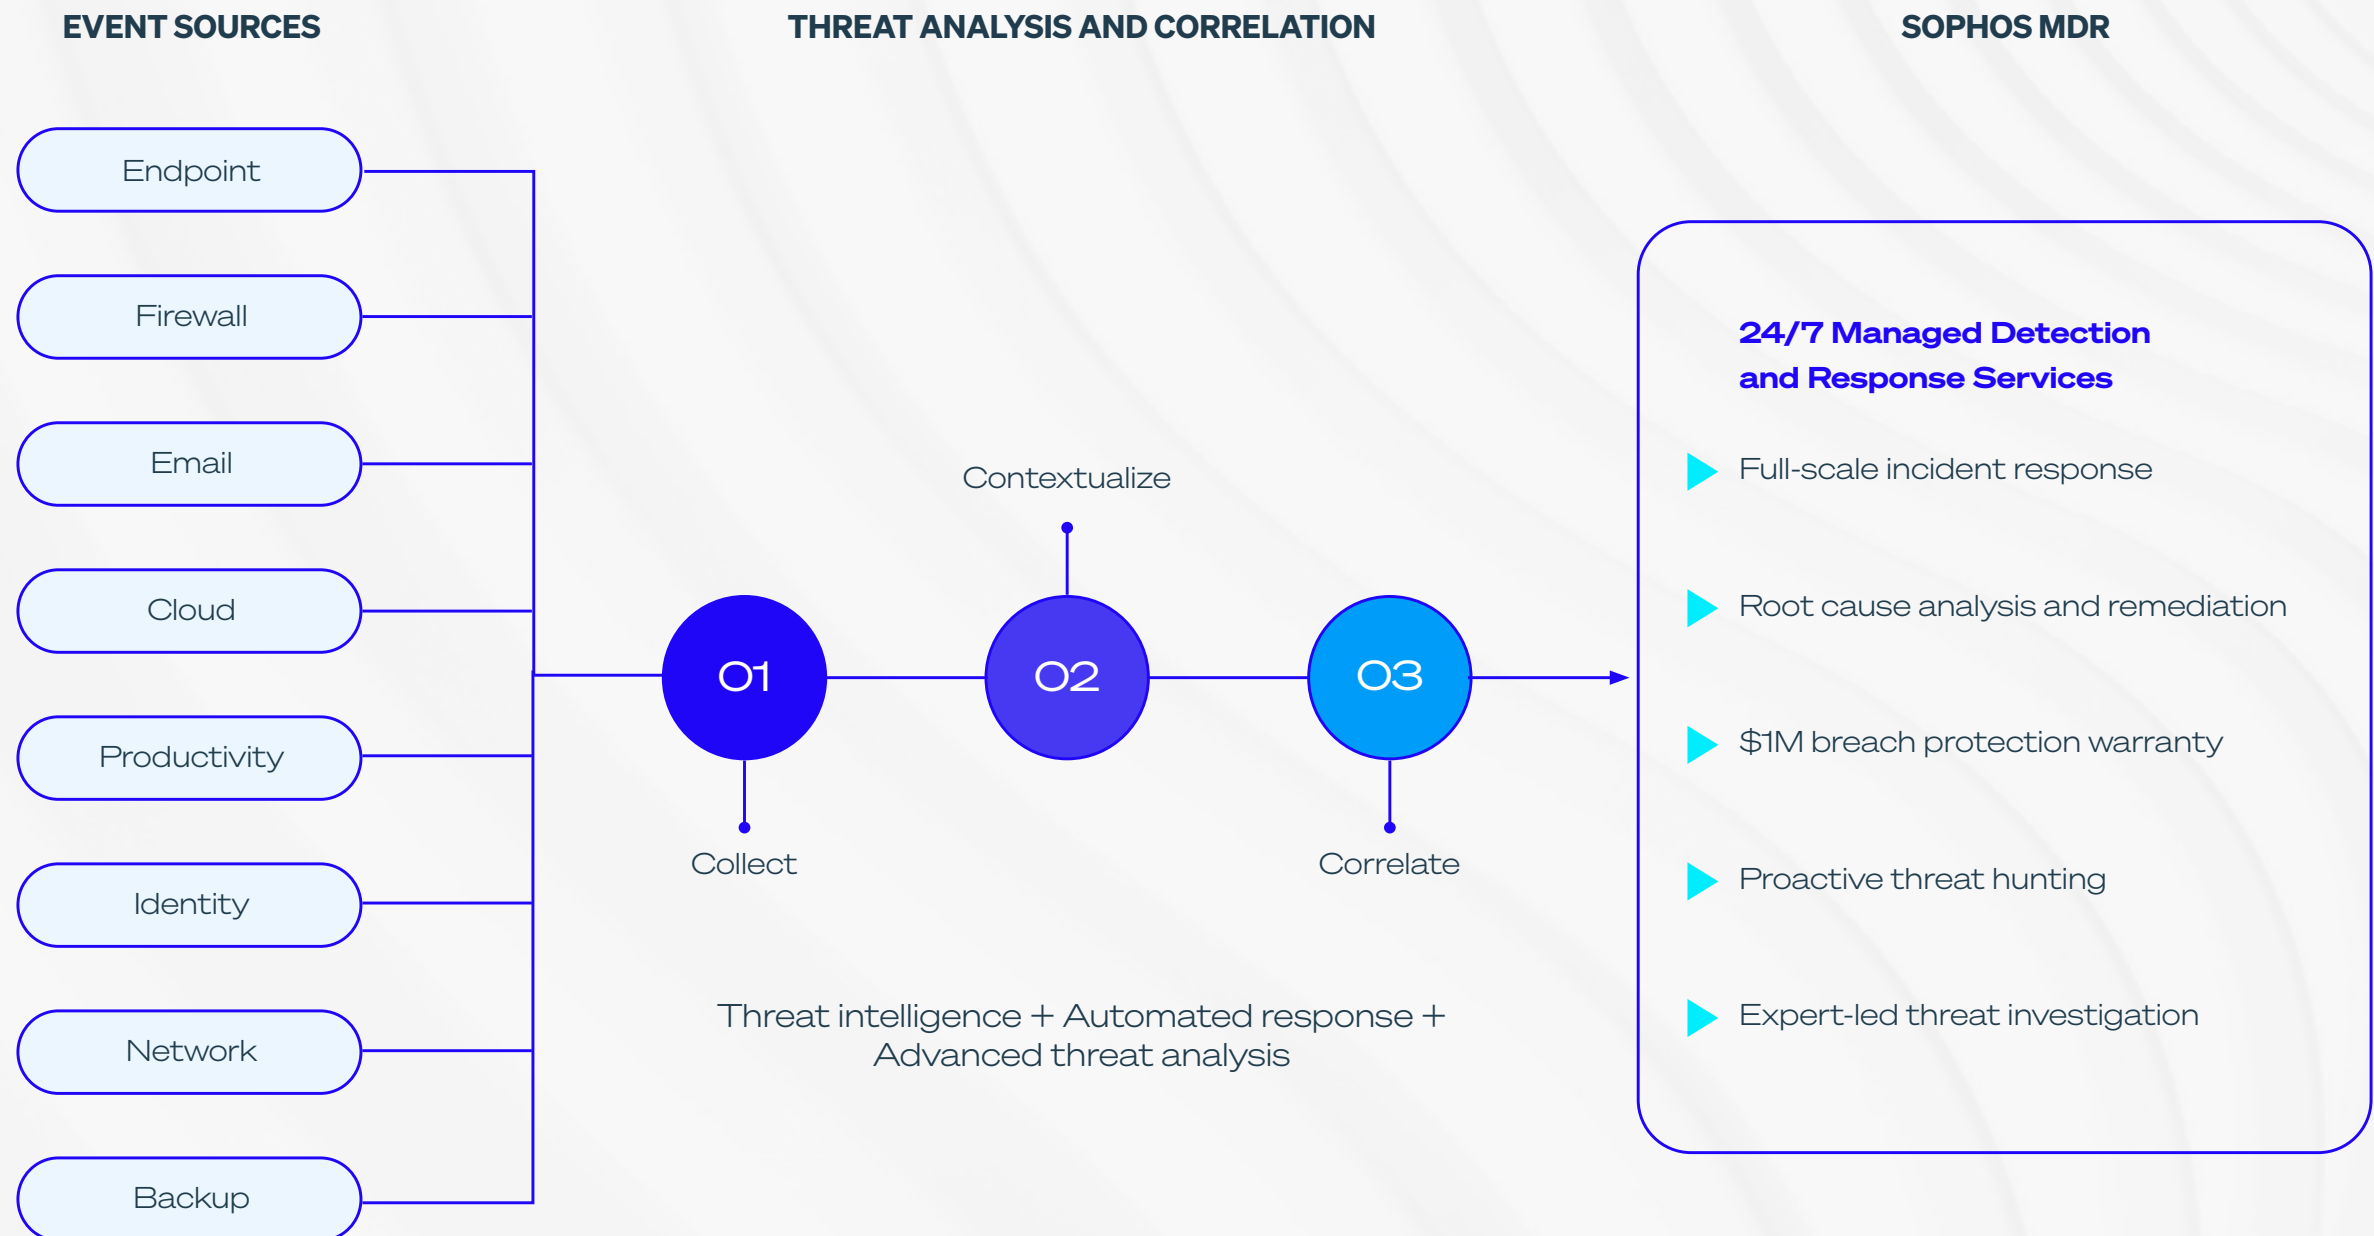 EVENT SOURCES
THREAT ANALYSIS AND CORRELATION
SOPHOS MDR
Endpoint
Firewall
Email
Cloud
Productivity
Identity
Network
Backup
Contextualize
01
02
03
Collect
Correlate
Threat intelligence + Automated response +
Advanced threat analysis
24/7 Managed Detection
and Response Services
Full-scale incident response
Root cause analysis and remediation
$1M breach protection warranty
Proactive threat hunting
Expert-led threat investigation